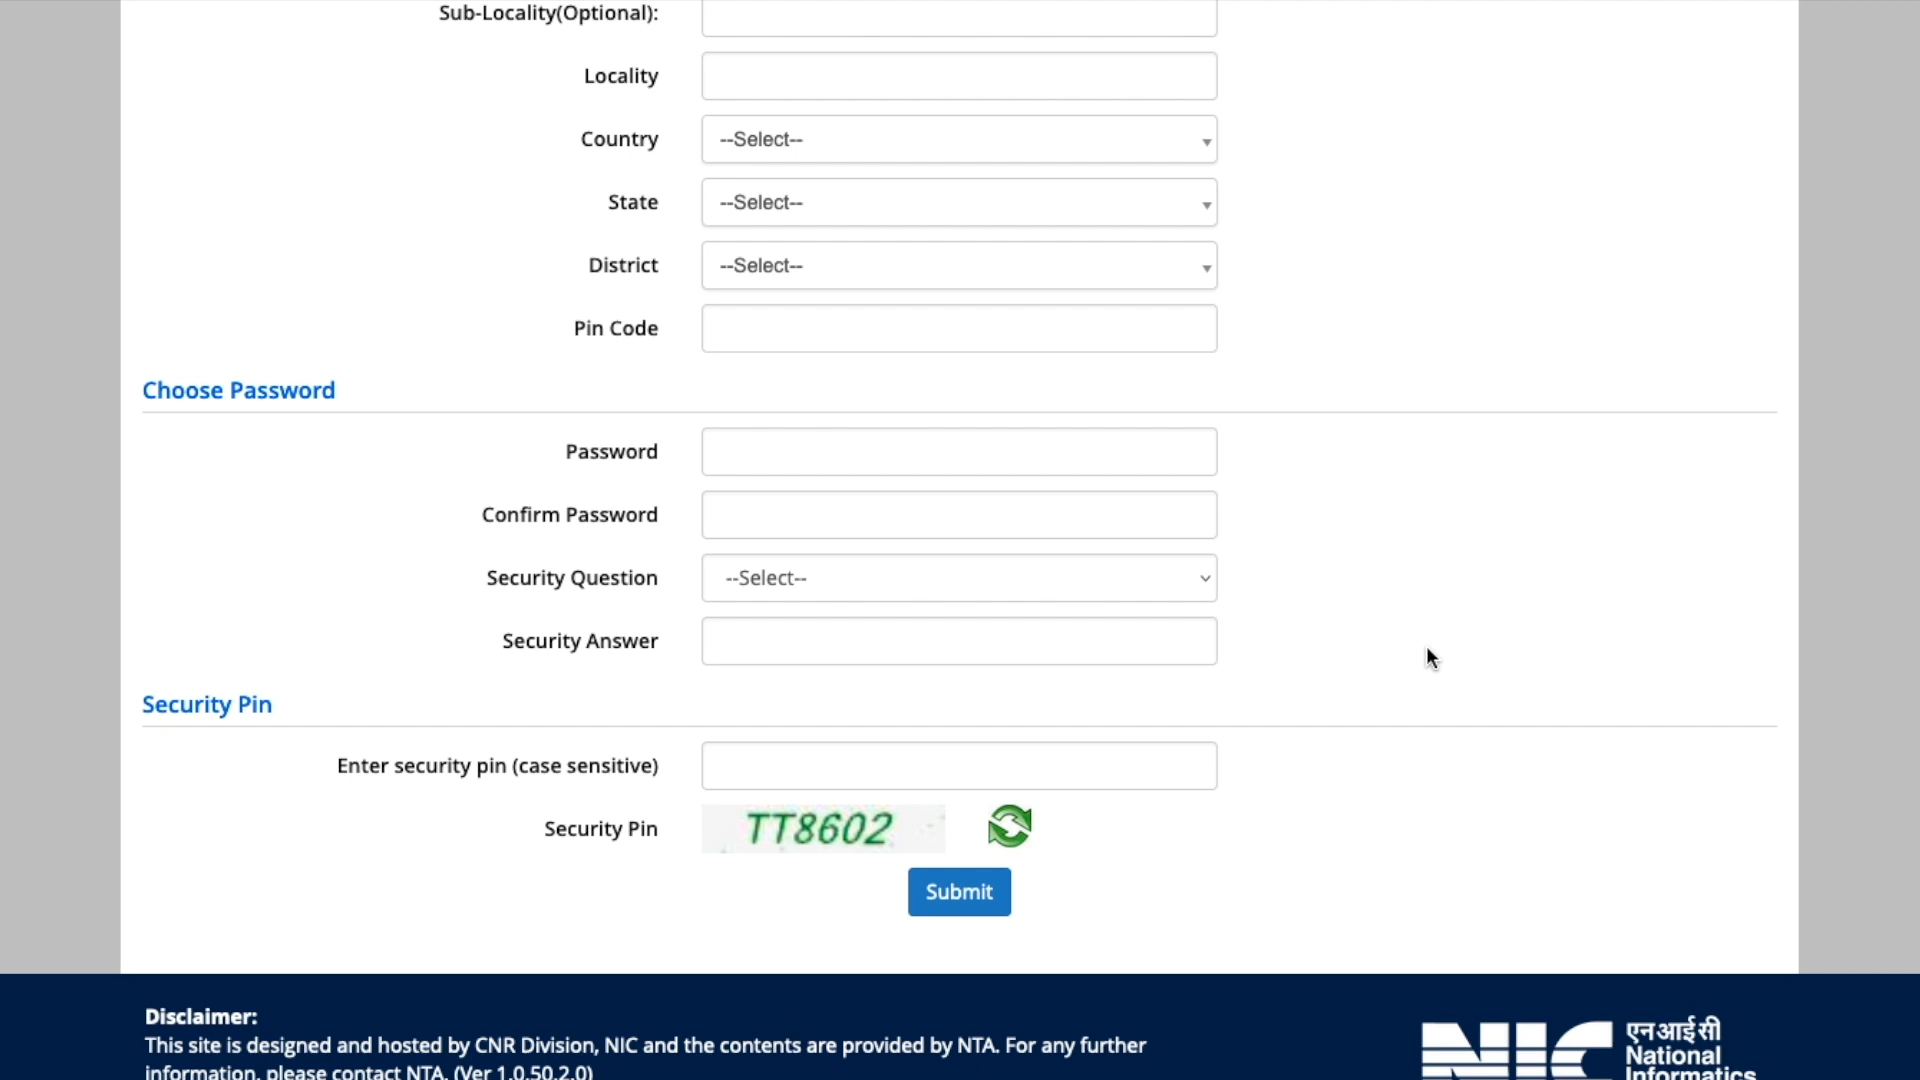 Sub-Locality(Optional):
Locality
Country
--Select--
State
--Select--
District
--Select--
Pin Code
Choose Password
Password
Confirm Password
Security Question
--Select--
Security Answer
Security Pin
Enter security pin (case sensitive)
Security Pin
TT8602
Submit
Disclaimer:
This site is designed and hosted by CNR Division, NIC and the contents are provided by NTA. For any further
information, please contact NTA. (Ver 1.0.50.2.0)
NIC
एनआईसी
National
Informatics